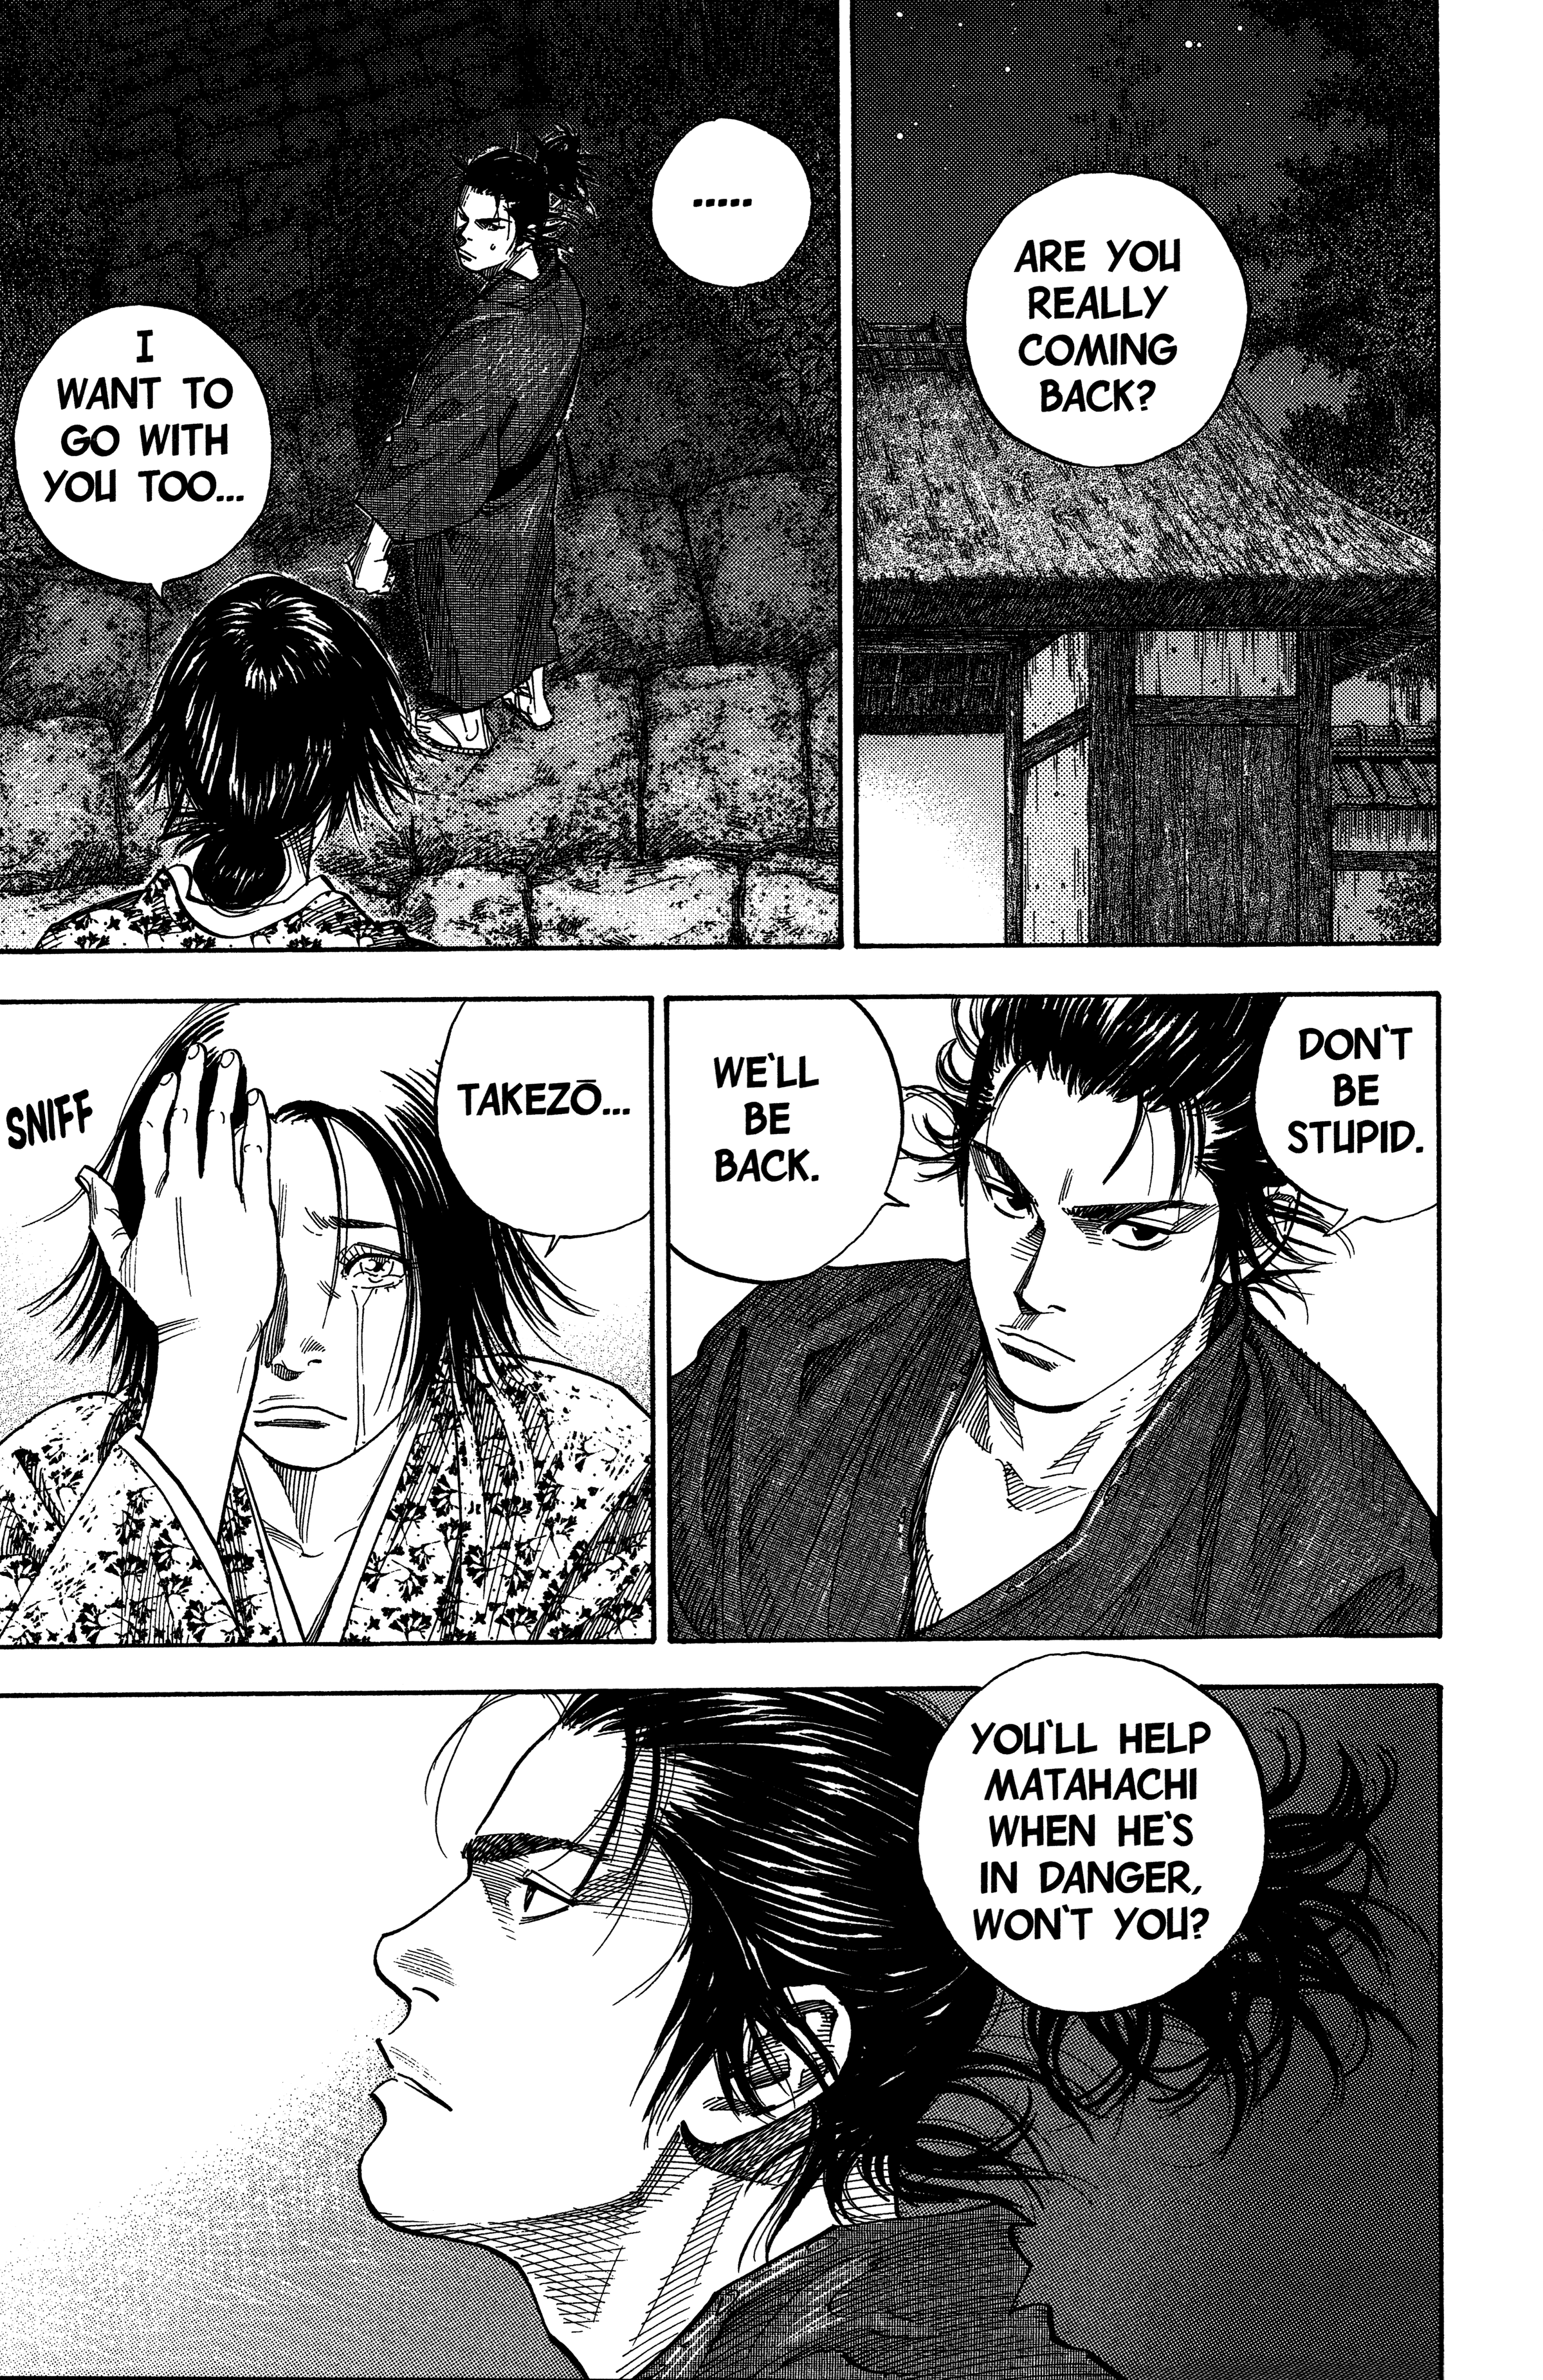 ARE YOU
REALLY
COMING
BACK?
.....
I
WANT TO
GO WITH
YOU TOO...
DON'T
BE
STUPID.
WE'LL
BE
BACK.
TAKEZŌ...
SNIFF
YOU'LL HELP
MATAHACHI
WHEN HE'S
IN DANGER,
WON'T YOU?